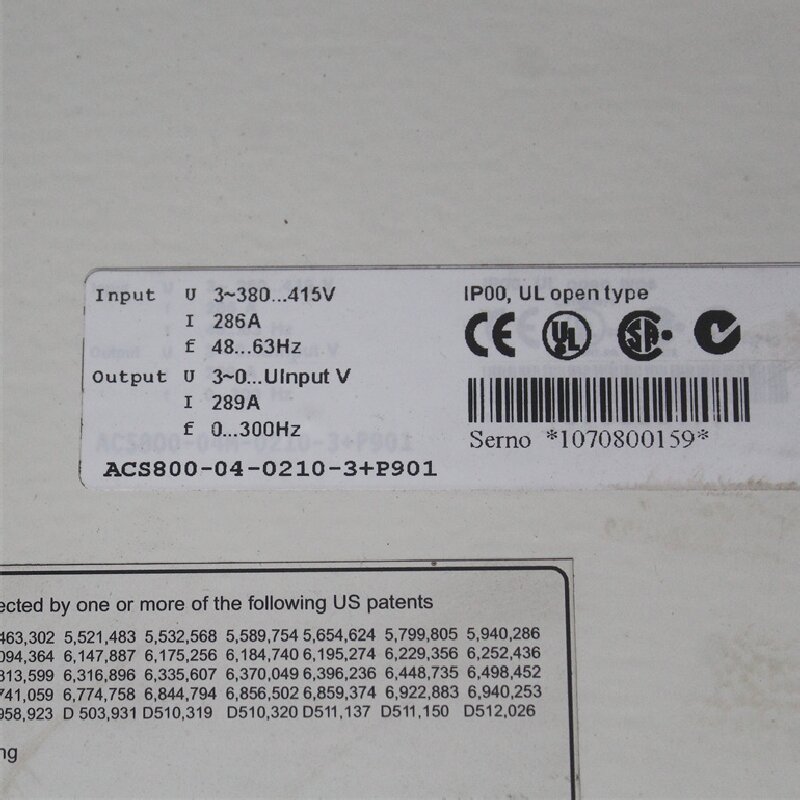 Input U 3~380...415V
I 286A
f 48...63Hz
Output U 3~0...UInput V
I 289A
f 0...300Hz
ACS800-04-0210-3+P901
IP00, UL open type
CE UL SA
Serno *1070800159*
ected by one or more of the following US patents
463,302 5,521,483 5,532,568 5,589,754 5,654,624 5,799,805 5,940,286
094,364 6,147,887 6,175,256 6,184,740 6,195,274 6,229,356 6,252,436
313,599 6,316,896 6,335,607 6,370,049 6,396,236 6,448,735 6,498,452
741,059 6,774,758 6,844,794 6,856,502 6,859,374 6,922,883 6,940,253
958,923 D 503,931 D510,319 D510,320 D511,137 D511,150 D512,026
ng